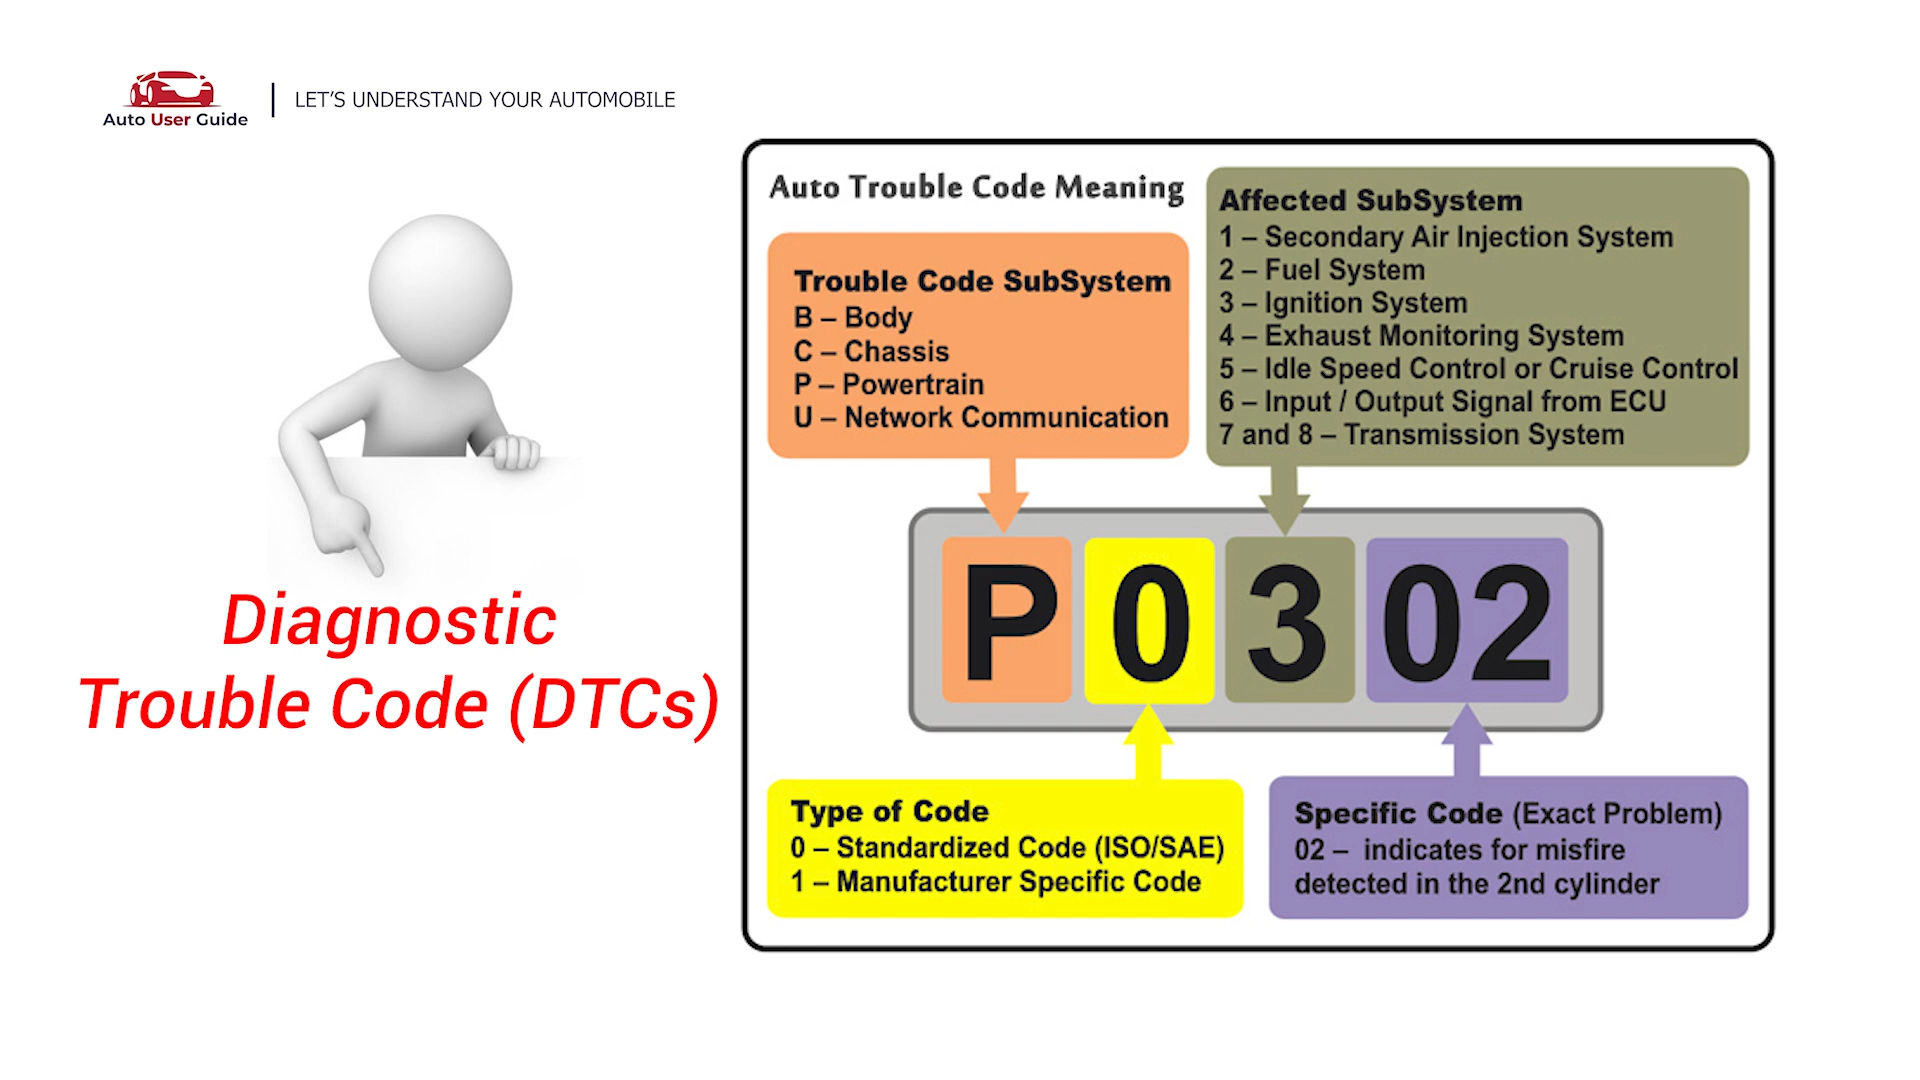 Auto User Guide
LET'S UNDERSTAND YOUR AUTOMOBILE
Diagnostic
Trouble Code (DTCs)
Auto Trouble Code Meaning
Trouble Code SubSystem
B – Body
C – Chassis
P – Powertrain
U – Network Communication
Affected SubSystem
1 – Secondary Air Injection System
2 – Fuel System
3 – Ignition System
4 – Exhaust Monitoring System
5 – Idle Speed Control or Cruise Control
6 – Input / Output Signal from ECU
7 and 8 – Transmission System
P 0 3 02
Type of Code
0 – Standardized Code (ISO/SAE)
1 – Manufacturer Specific Code
Specific Code (Exact Problem)
02 –  indicates for misfire
detected in the 2nd cylinder